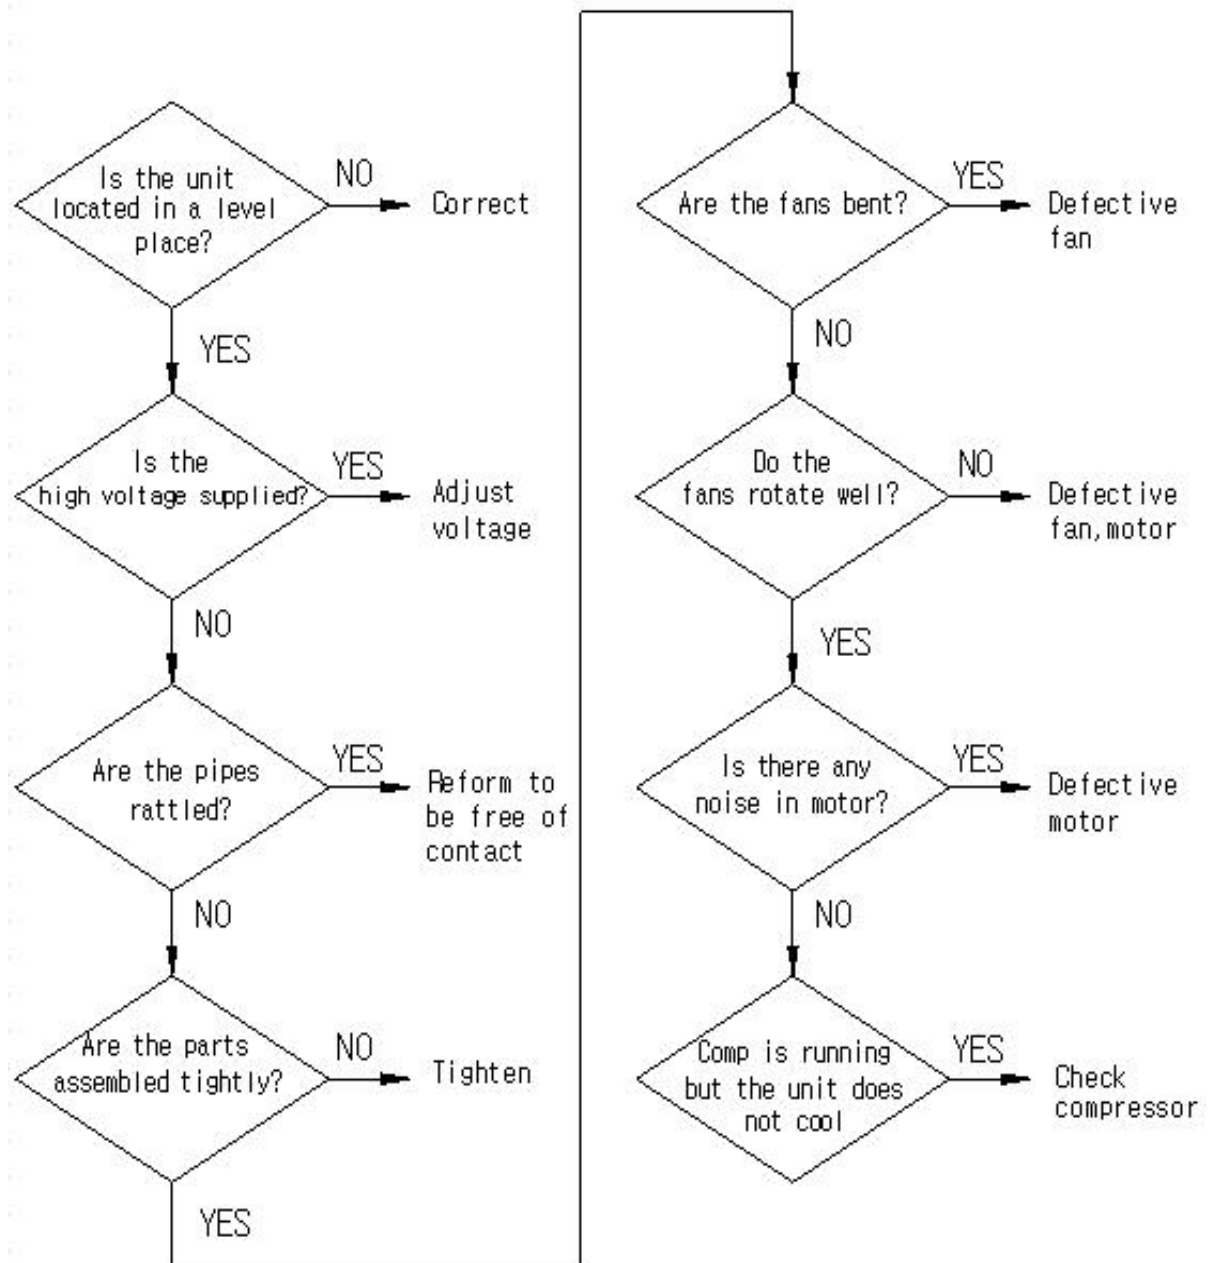 Is the unit
located in a level
place?
NO
Correct
YES
Is the
high voltage supplied?
YES
Adjust
voltage
NO
Are the pipes
rattled?
YES
Reform to
be free of
contact
NO
Are the parts
assembled tightly?
NO
Tighten
YES
Are the fans bent?
YES
Defective
fan
NO
Do the
fans rotate well?
NO
Defective
fan,motor
YES
Is there any
noise in motor?
YES
Defective
motor
NO
Comp is running
but the unit does
not cool
YES
Check
compressor